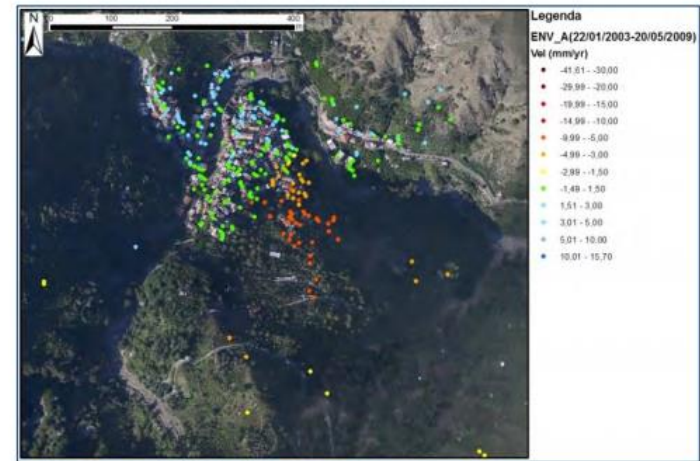 N
0 100 200 400
m
Legenda
ENV_A(22/01/2003-20/05/2009)
Vel (mm/yr)
-41,61 - -30,00
-29,99 - -20,00
-19,99 - -15,00
-14,99 - -10,00
-9,99 - -5,00
-4,99 - -3,00
-2,99 - -1,50
-1,49 - 1,50
1,51 - 3,00
3,01 - 5,00
5,01 - 10,00
10,01 - 15,70